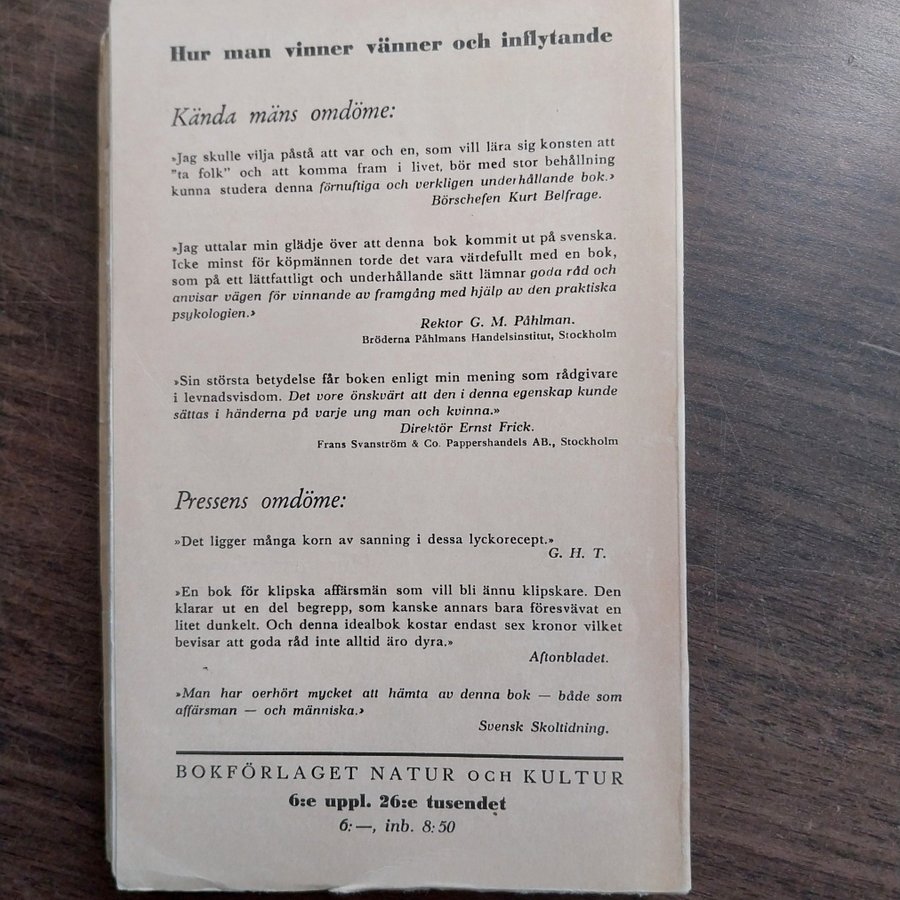 Hur man vinner vänner och inflytande
Kända mäns omdöme:
»Jag skulle vilja påstå att var och en, som vill lära sig konsten att
"ta folk" och att komma fram i livet, bör med stor behållning
kunna studera denna förnuftiga och verkligen underhållande bok.»
Börschefen Kurt Belfrage.
»Jag uttalar min glädje över att denna bok kommit ut på svenska.
Icke minst för köpmännen torde det vara värdefullt med en bok,
som på ett lättfattligt och underhållande sätt lämnar goda råd och
anvisar vägen för vinnande av framgång med hjälp av den praktiska
psykologien.»
Rektor G. M. Påhlman.
Bröderna Påhlmans Handelsinstitut, Stockholm
»Sin största betydelse får boken enligt min mening som rådgivare
i levnadsvisdom. Det vore önskvärt att den i denna egenskap kunde
sättas i händerna på varje ung man och kvinna.»
Direktör Ernst Frick.
Frans Svanström & Co. Pappershandels AB., Stockholm
Pressens omdöme:
»Det ligger många korn av sanning i dessa lyckorecept.»
G. H. T.
»En bok för klipska affärsmän som vill bli ännu klipskare. Den
klarar ut en del begrepp, som kanske annars bara föresvävat en
litet dunkelt. Och denna idealbok kostar endast sex kronor vilket
bevisar att goda råd inte alltid äro dyra.»
Aftonbladet.
»Man har oerhört mycket att hämta av denna bok — både som
affärsman — och människa.»
Svensk Skoltidning.
BOKFÖRLAGET NATUR OCH KULTUR
6:e uppl. 26:e tusendet
6:—, inb. 8:50